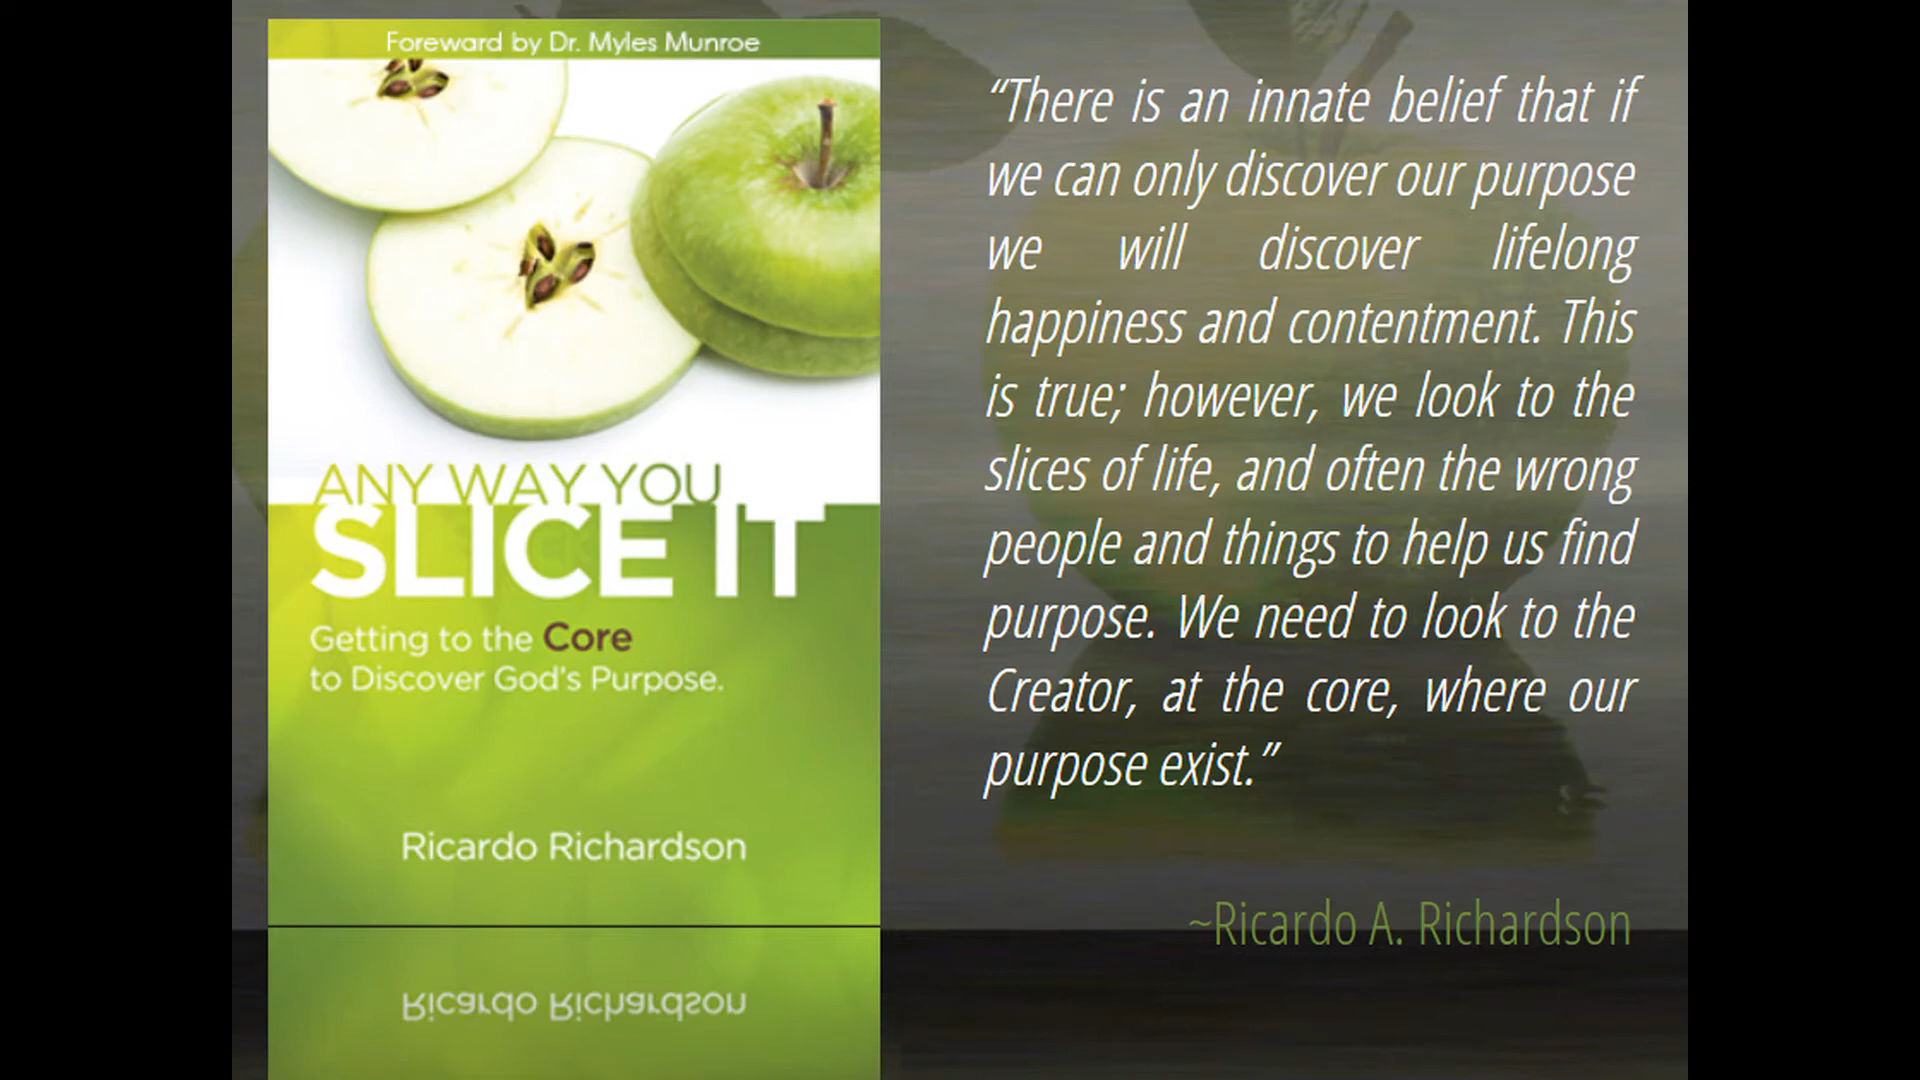 Foreward by Dr. Myles Munroe
ANY WAY YOU
SLICE IT
Getting to the Core
to Discover God's Purpose.
Ricardo Richardson
Ricardo Richardson
“There is an innate belief that if
we can only discover our purpose
we will discover lifelong
happiness and contentment. This
is true; however, we look to the
slices of life, and often the wrong
people and things to help us find
purpose. We need to look to the
Creator, at the core, where our
purpose exist.”
~Ricardo A. Richardson